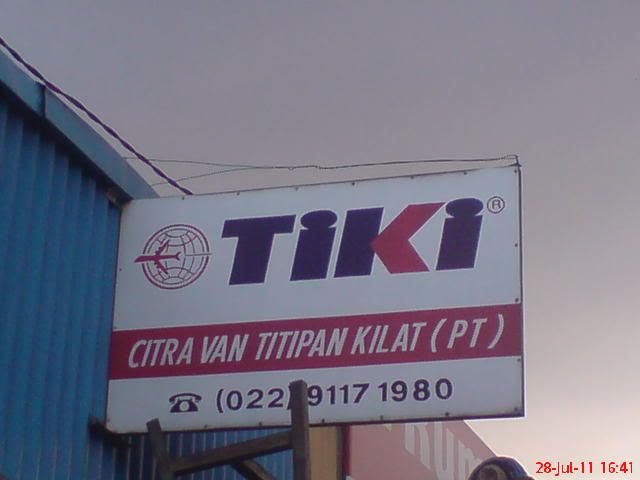 TiKi ®
CITRA VAN TITIPAN KILAT (PT)
☎ (022) 9117 1980
28-jul-11 16:41